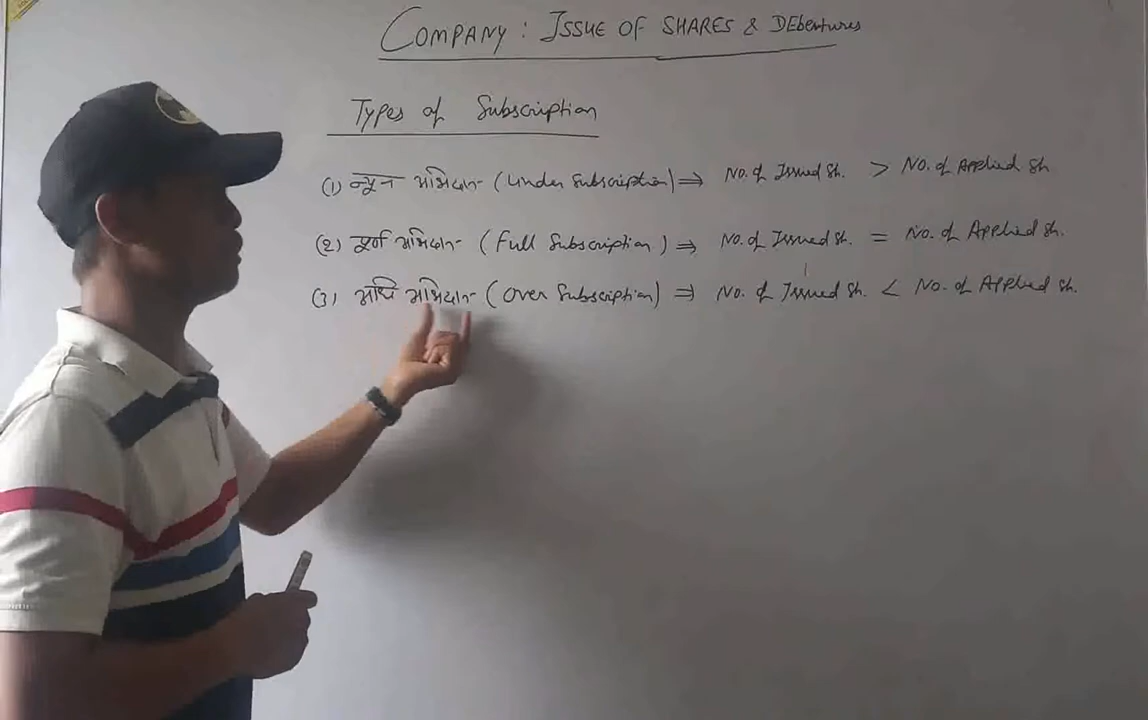 COMPANY : ISSUE OF SHARES & DEbentures
Types of Subscription
(1) न्यून अभिदान (Under Subscription) ⇒ No. of Issued Sh. > No. of Applied Sh
(2) पूर्ण अभिदान (Full Subscription) ⇒ No. of Issued Sh. = No. of Applied Sh.
(3) अधि अभिदान (Over Subscription) ⇒ No. of Issued Sh. < No. of Applied Sh.